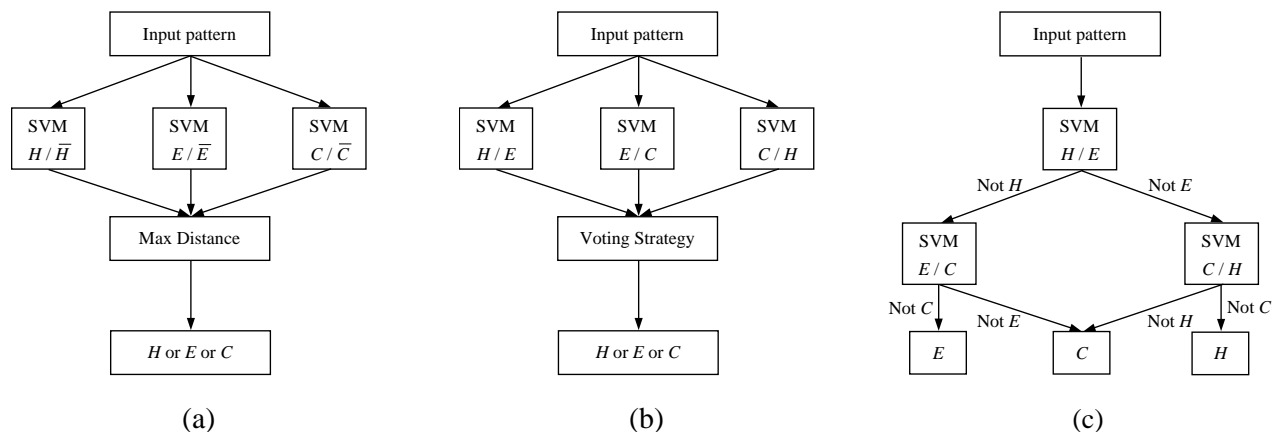 Input pattern
SVM
H / H̅
SVM
E / E̅
SVM
C / C̅
Max Distance
H or E or C
(a)
Input pattern
SVM
H / E
SVM
E / C
SVM
C / H
Voting Strategy
H or E or C
(b)
Input pattern
SVM
H / E
Not H
Not E
SVM
E / C
SVM
C / H
Not C
Not E
Not H
Not C
E
C
H
(c)